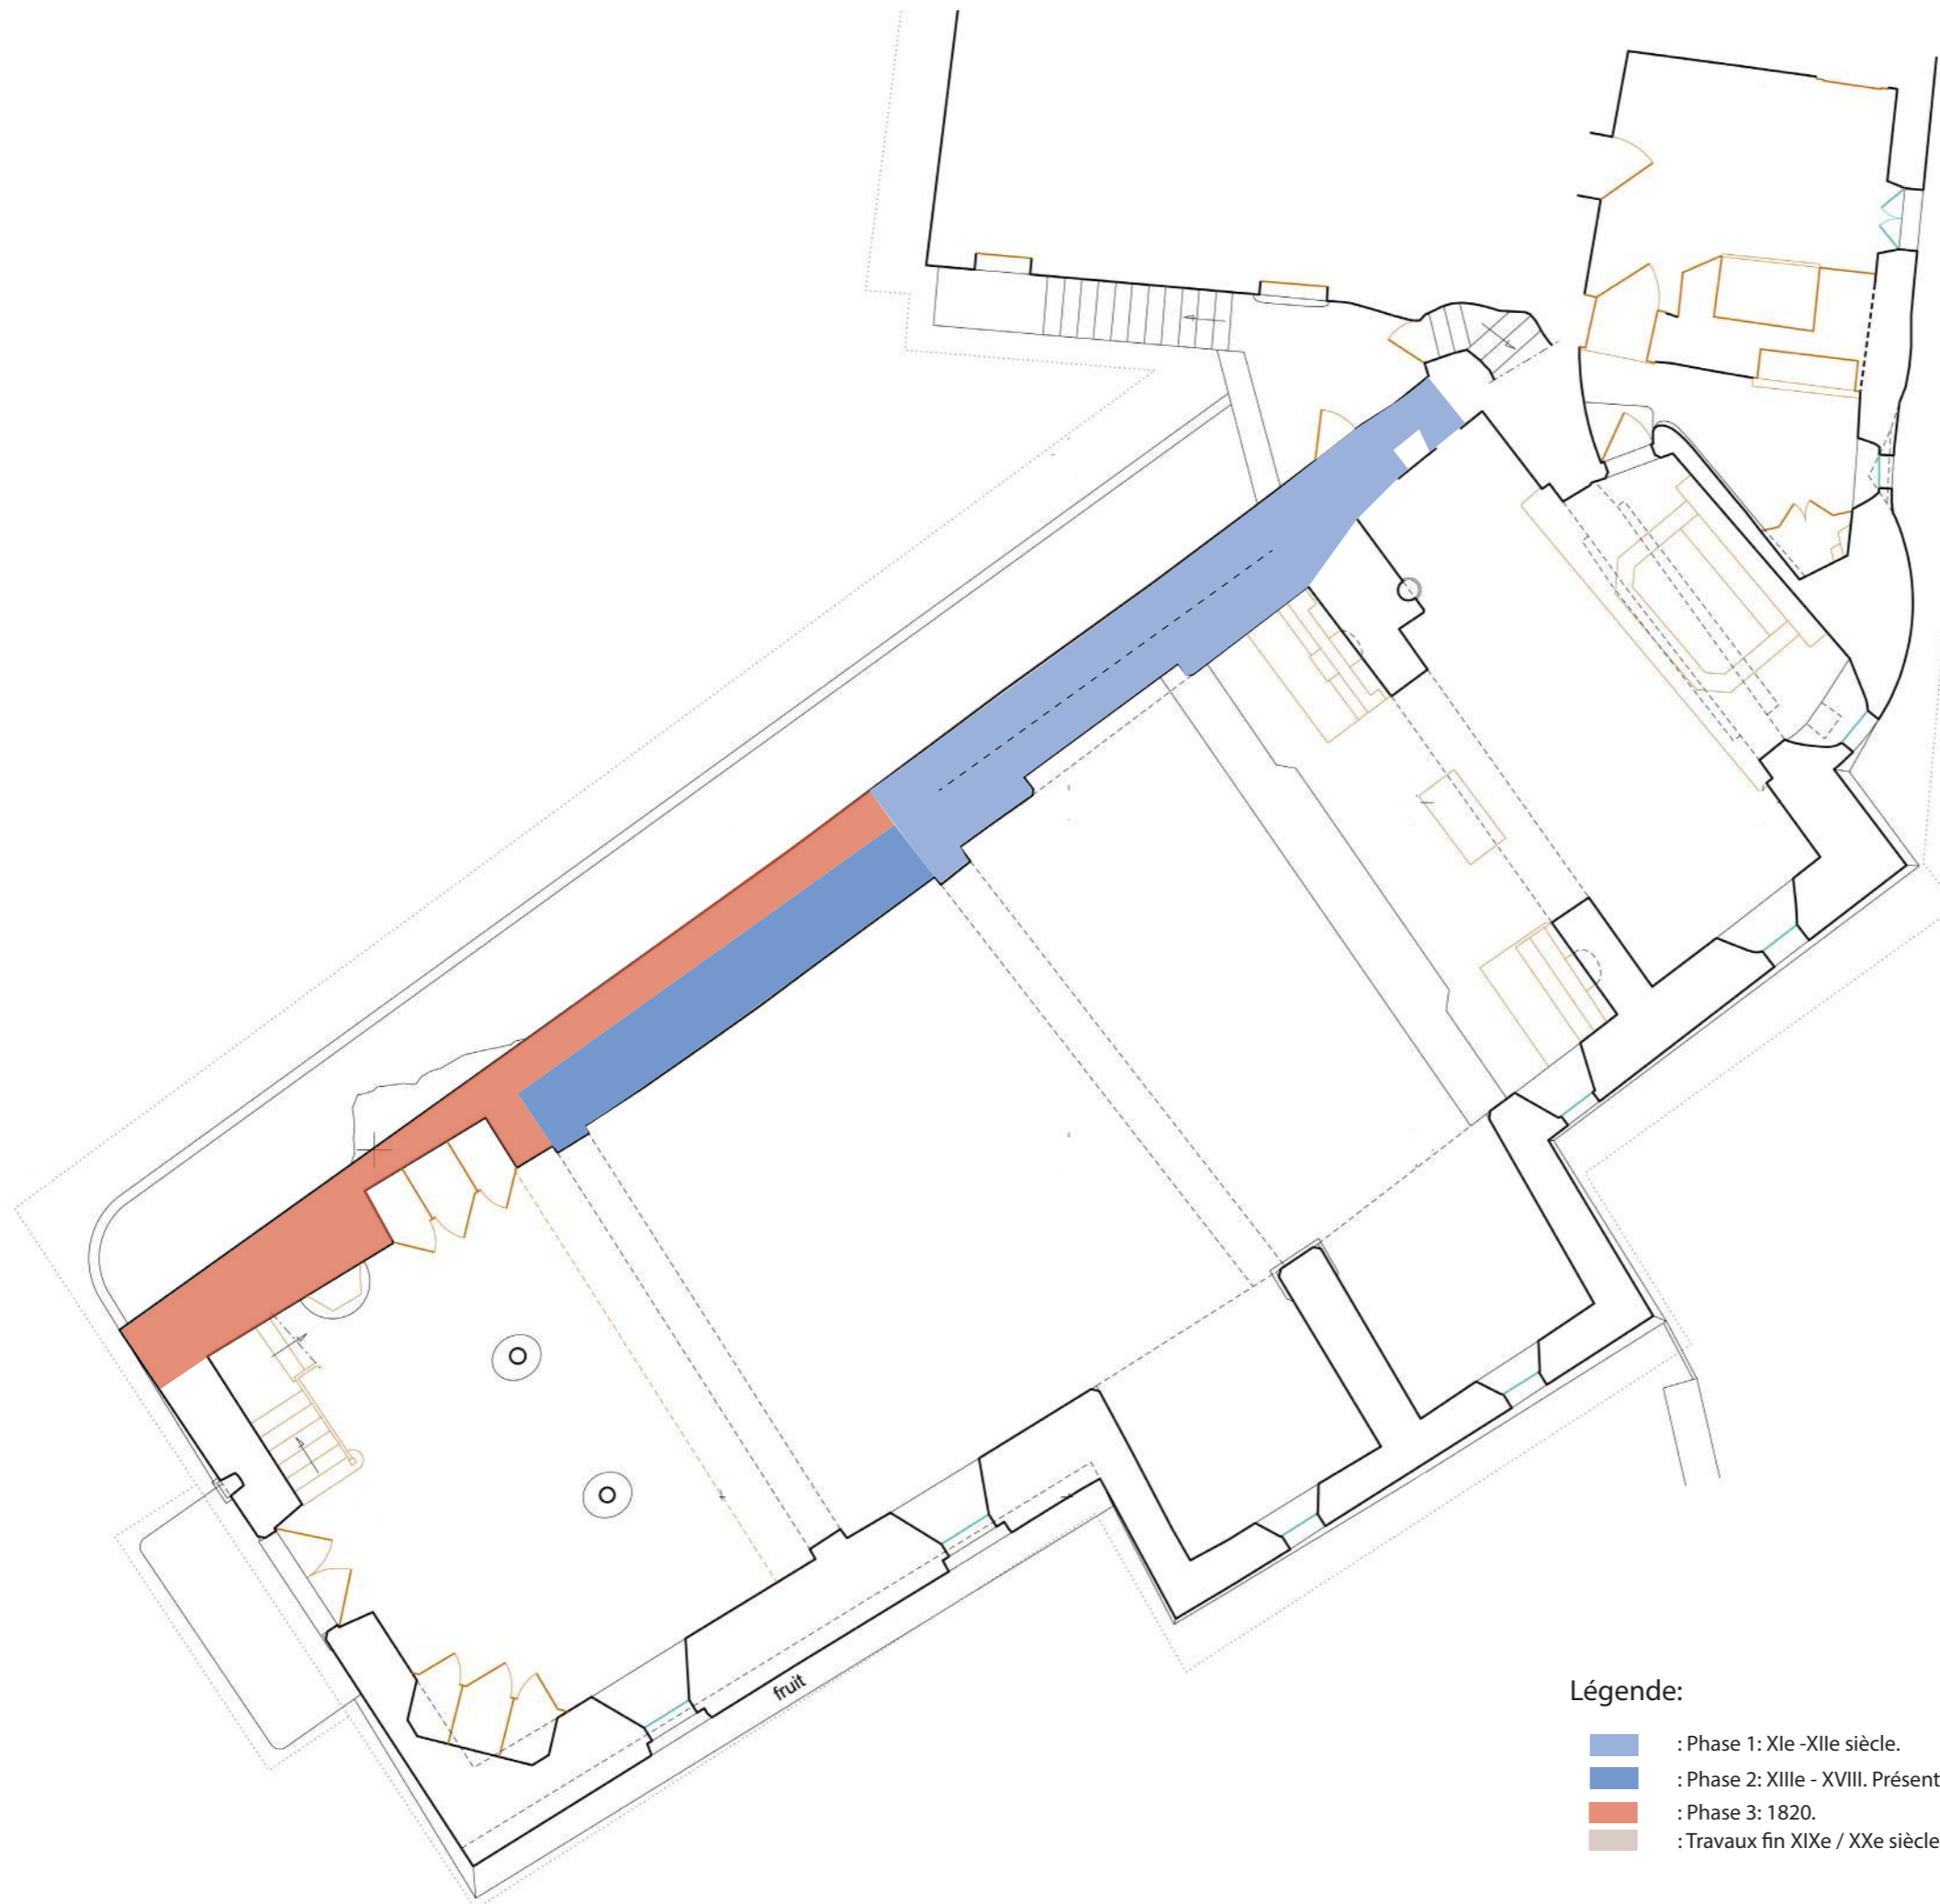 fruit
Légende:
: Phase 1: XIe -XIIe siècle.
: Phase 2: XIIIe - XVIII. Présent
: Phase 3: 1820.
: Travaux fin XIXe / XXe siècle